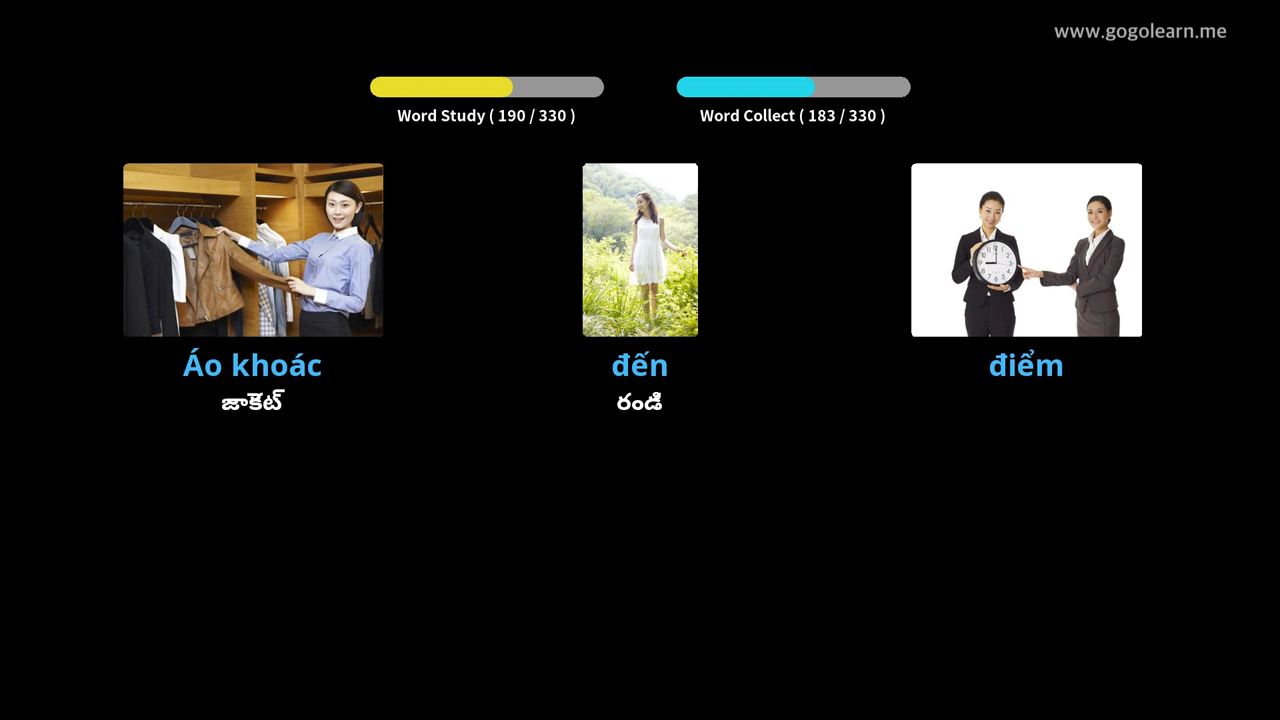 www.gogolearn.me
Word Study ( 190 / 330 )
Word Collect ( 183 / 330 )
Áo khoác
đến
điểm
జాకెట్
రండి